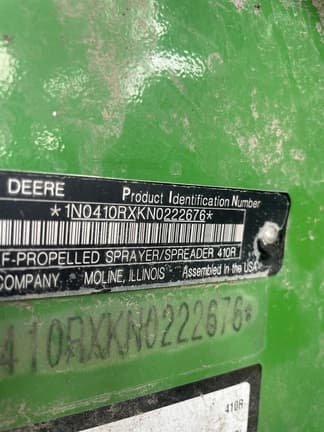 DEERE
Product Identification Number
*1N0410RXKN0222676*
F-PROPELLED SPRAYER/SPREADER 410R
COMPANY MOLINE, ILLINOIS Assembled in the USA
410RXKN0222676*
410R